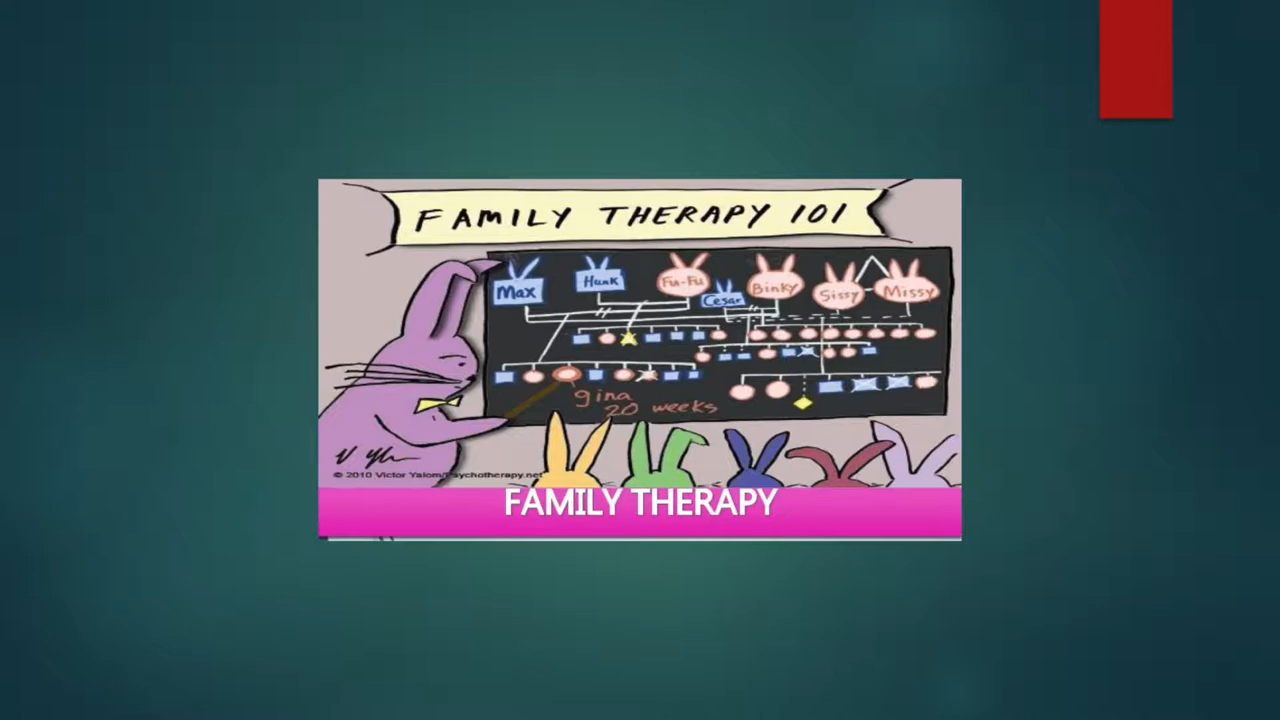 FAMILY THERAPY 101
Max
Hunk
Fu-Fu
Cesar
Binky
Sissy
Missy
gina
20 weeks
© 2010 Victor Yalom/Psychotherapy.net
FAMILY THERAPY